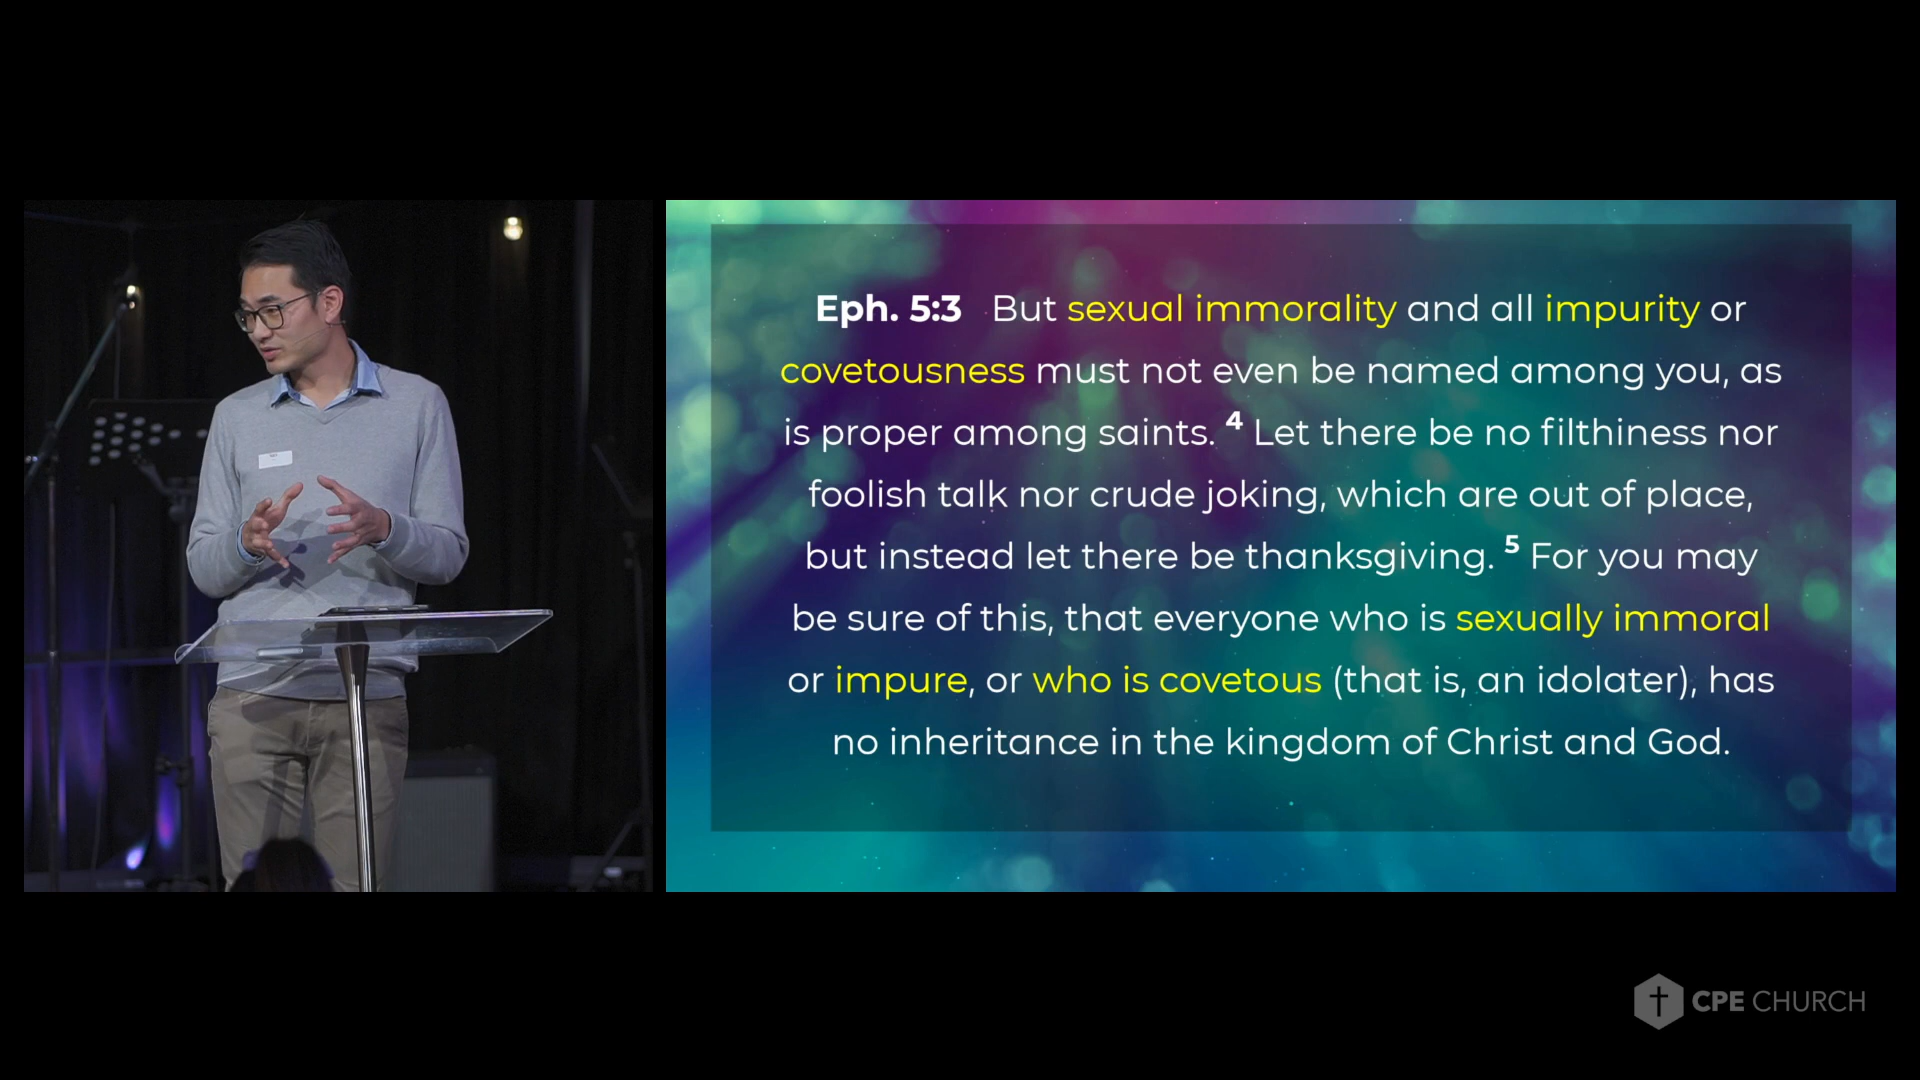 Eph. 5:3 But sexual immorality and all impurity or
covetousness must not even be named among you, as
is proper among saints. 4 Let there be no filthiness nor
foolish talk nor crude joking, which are out of place,
but instead let there be thanksgiving. 5 For you may
be sure of this, that everyone who is sexually immoral
or impure, or who is covetous (that is, an idolater), has
no inheritance in the kingdom of Christ and God.
CPE CHURCH